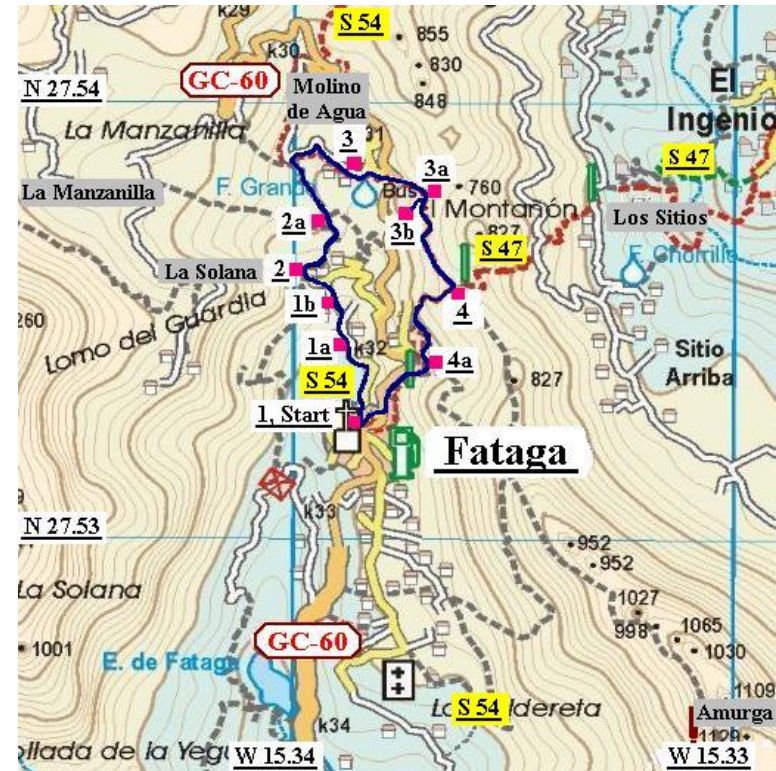 k29
S 54
855
k30
830
GC-60
848
El
Ingenio
N 27.54
Molino
de Agua
La Manzanilla
3
31
S 47
3a
760
La Manzanilla
F. Grande
Bus
Montañón
Los Sitios
2a
3b
827
S 47
F. Chorrillo
La Solana
2
4
1b
260
Lomo del Guardia
1a
k32
Sitio
Arriba
4a
S 54
827
1, Start
Fataga
N 27.53
k33
952
952
La Solana
1027
998
1065
1001
GC-60
1030
E. de Fataga
1109
S 54
Amurga
k34
1129
W 15.34
W 15.33